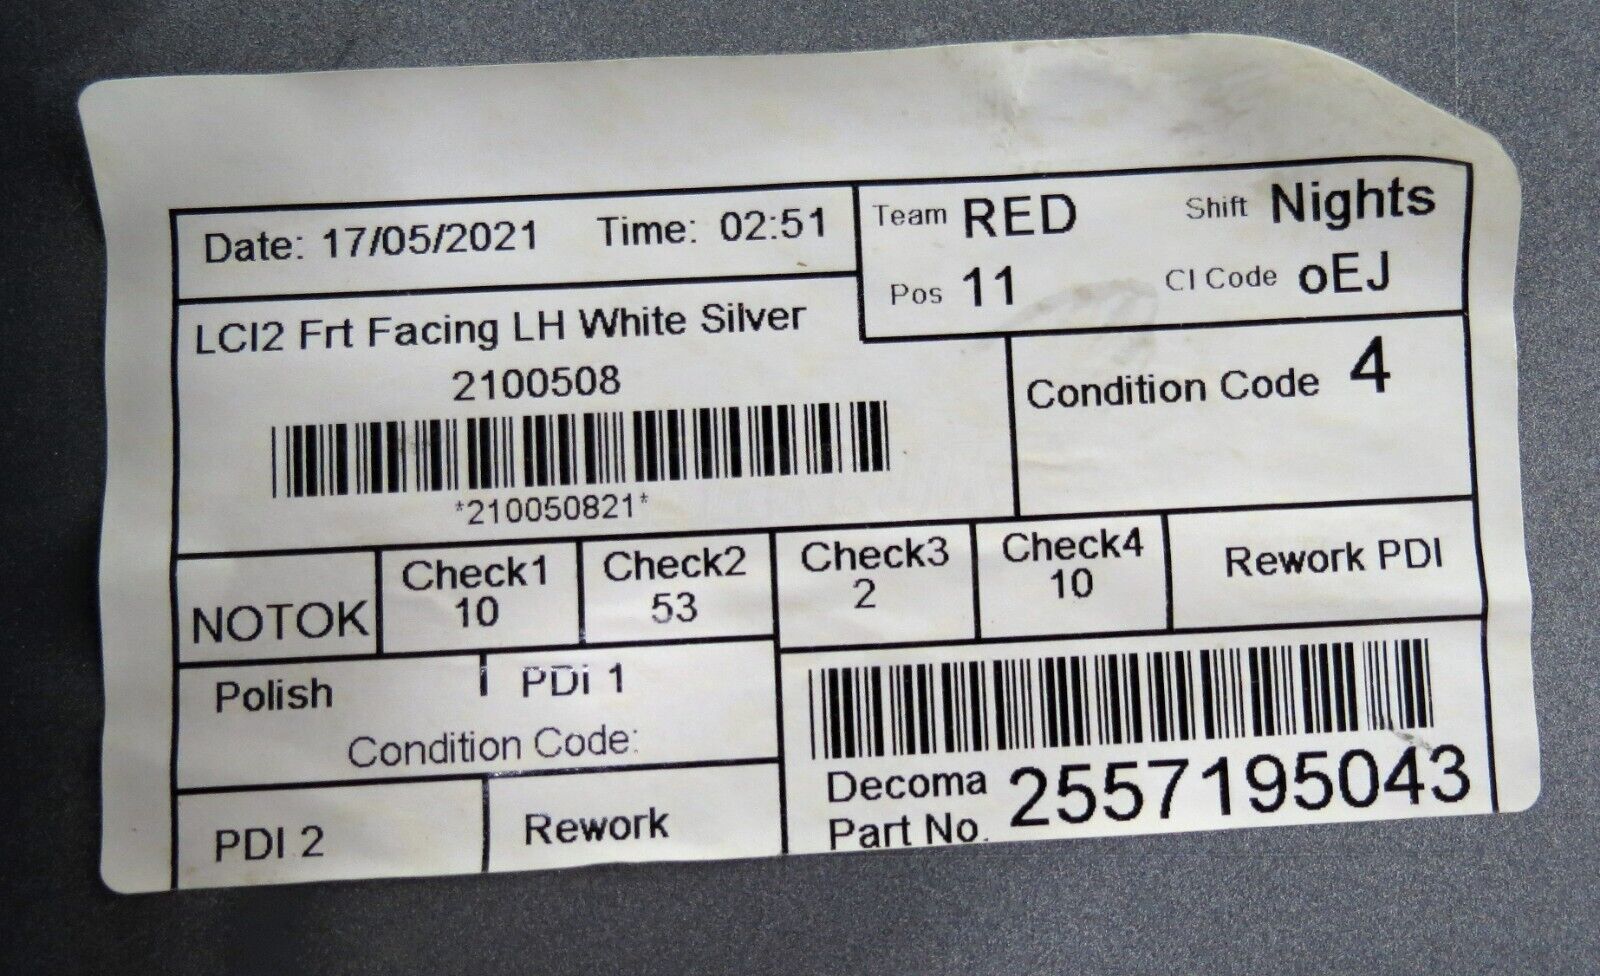 Date: 17/05/2021 Time: 02:51
Team RED Shift Nights
Pos 11 CI Code oEJ
LCI2 Frt Facing LH White Silver
2100508
*210050821*
Condition Code 4
NOTOK
Check1
10
Check2
53
Check3
2
Check4
10
Rework PDI
Polish
PDi 1
Condition Code:
PDI 2
Rework
Decoma
Part No. 2557195043